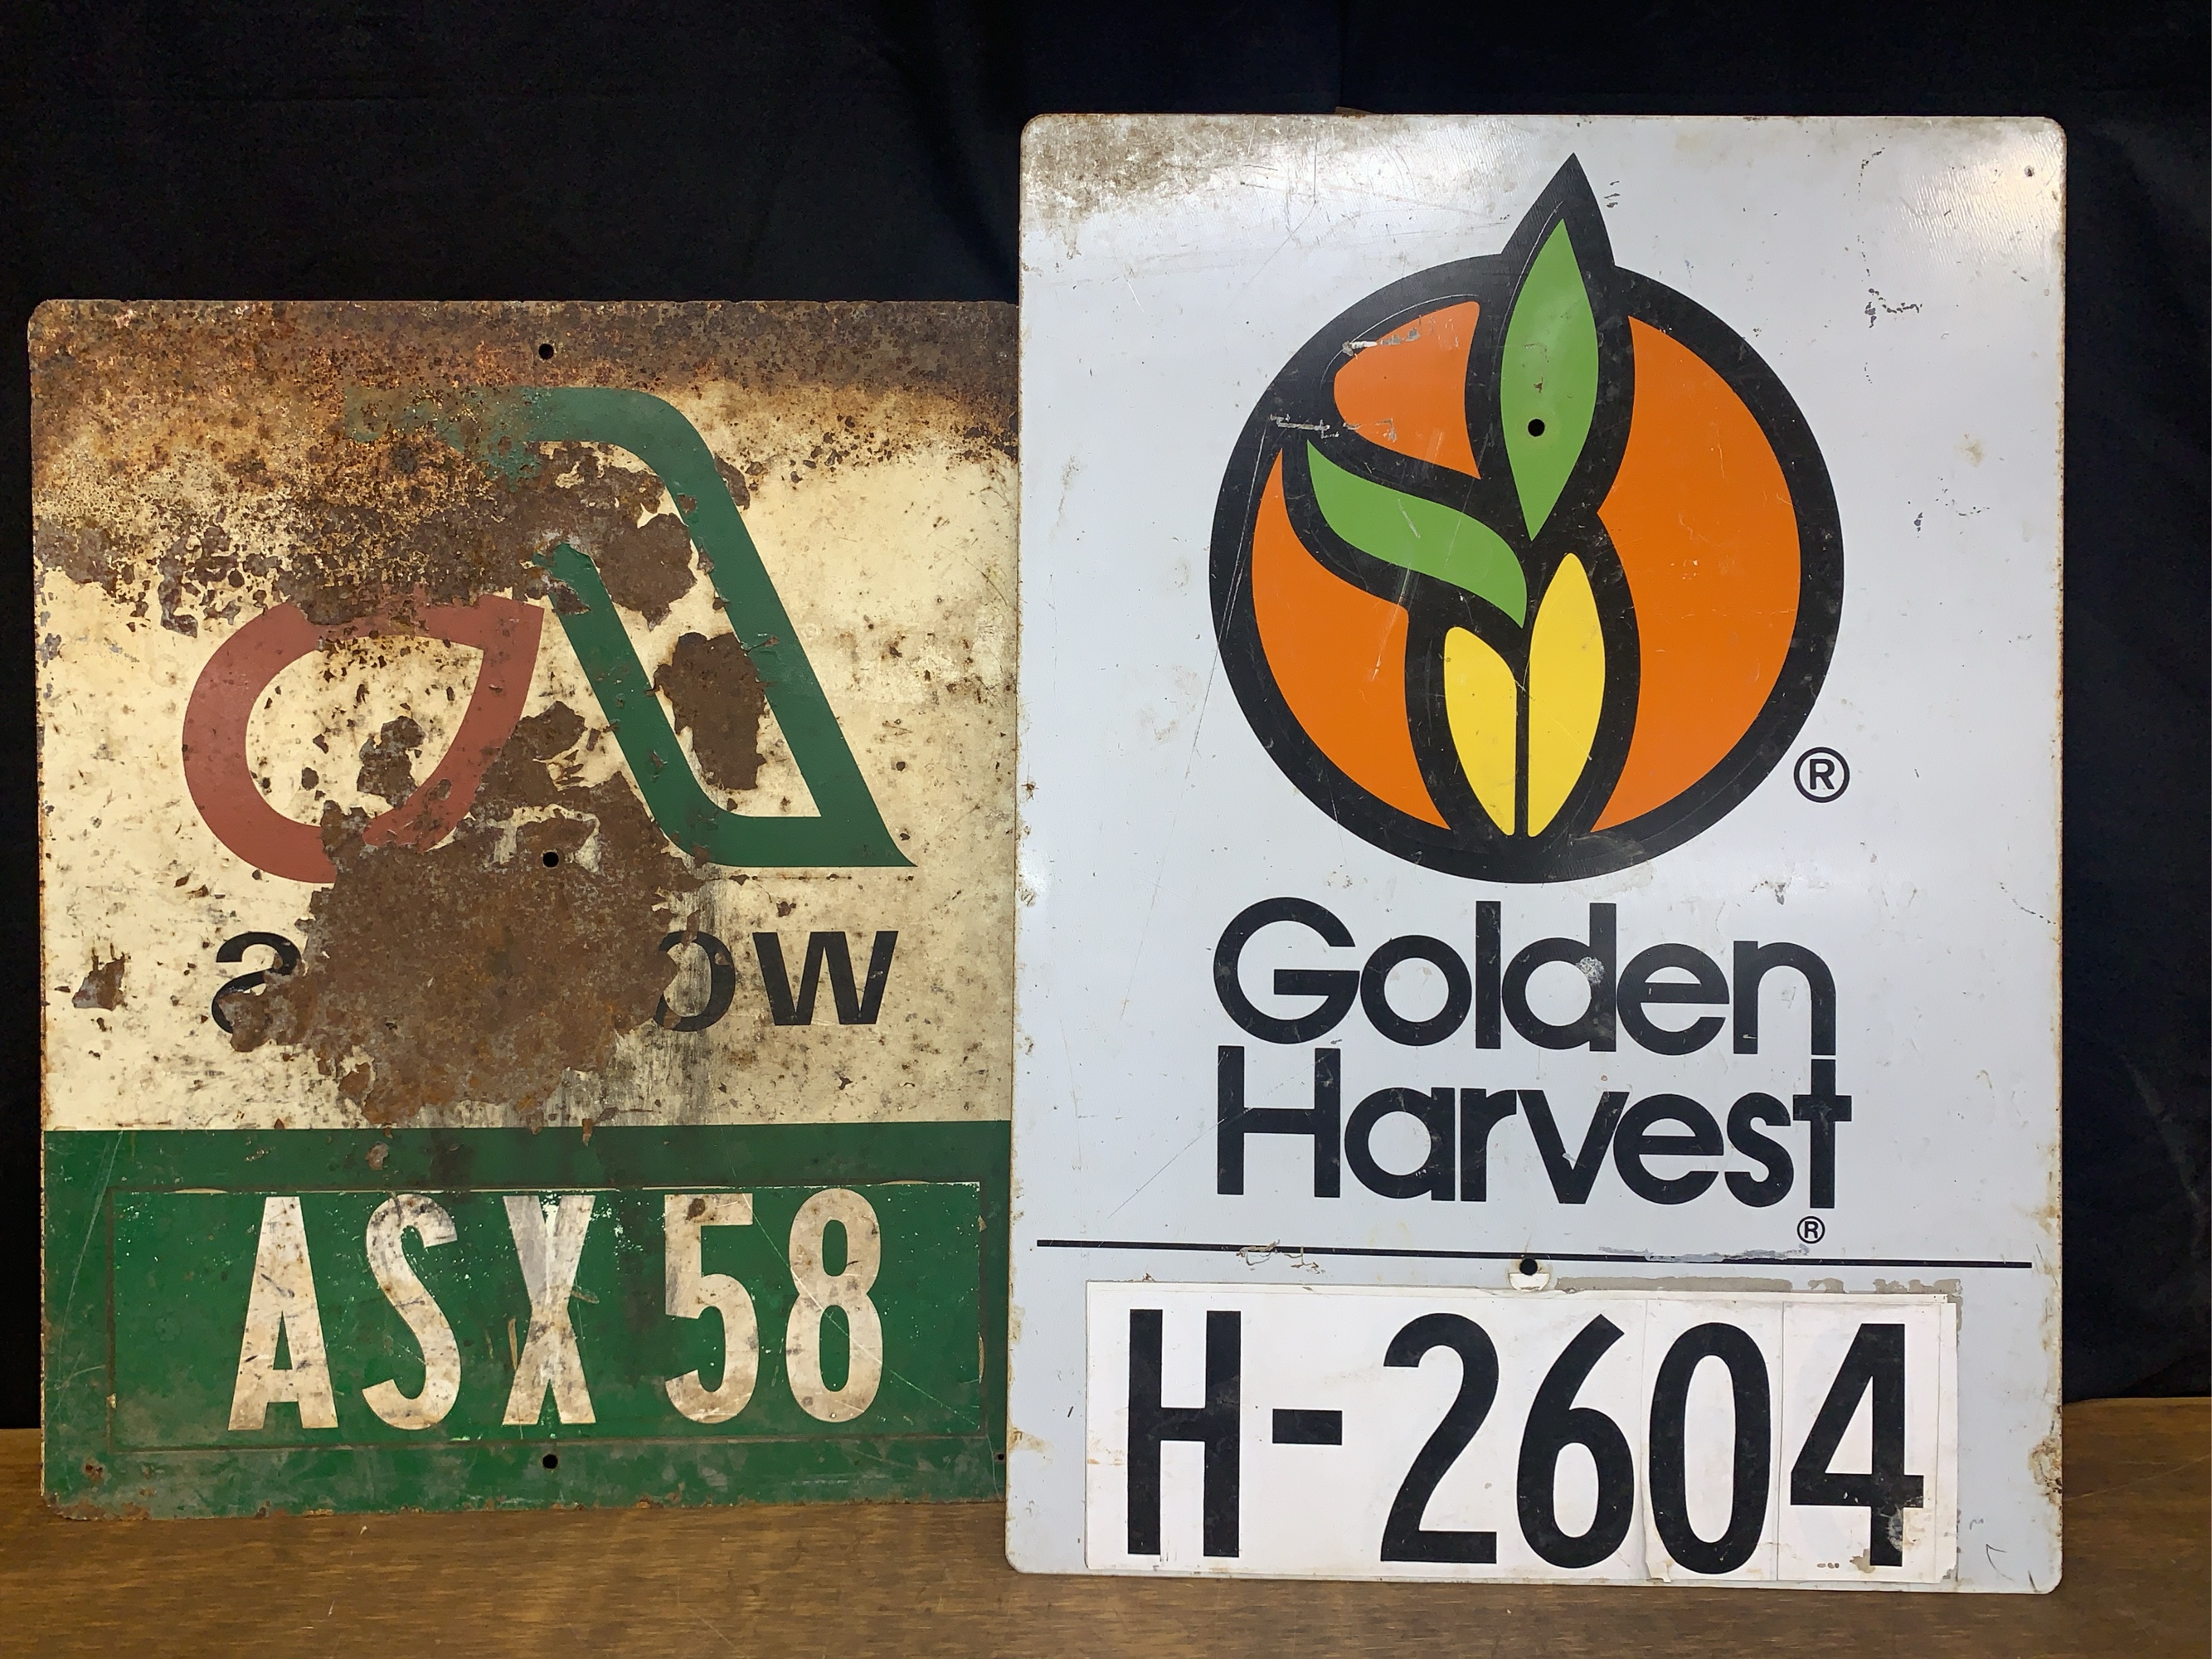 ASX 58
®
Golden
Harvest
®
H-2604